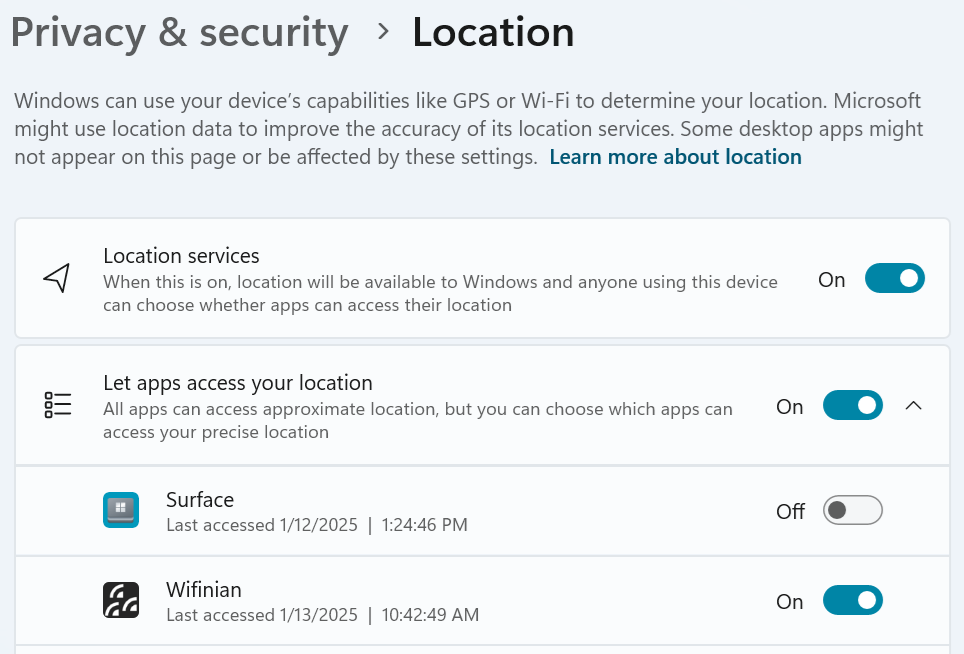 Privacy & security > Location
Windows can use your device's capabilities like GPS or Wi-Fi to determine your location. Microsoft
might use location data to improve the accuracy of its location services. Some desktop apps might
not appear on this page or be affected by these settings. Learn more about location
Location services
When this is on, location will be available to Windows and anyone using this device
can choose whether apps can access their location
On
Let apps access your location
All apps can access approximate location, but you can choose which apps can
access your precise location
On
Surface
Last accessed 1/12/2025 | 1:24:46 PM
Off
Wifinian
Last accessed 1/13/2025 | 10:42:49 AM
On